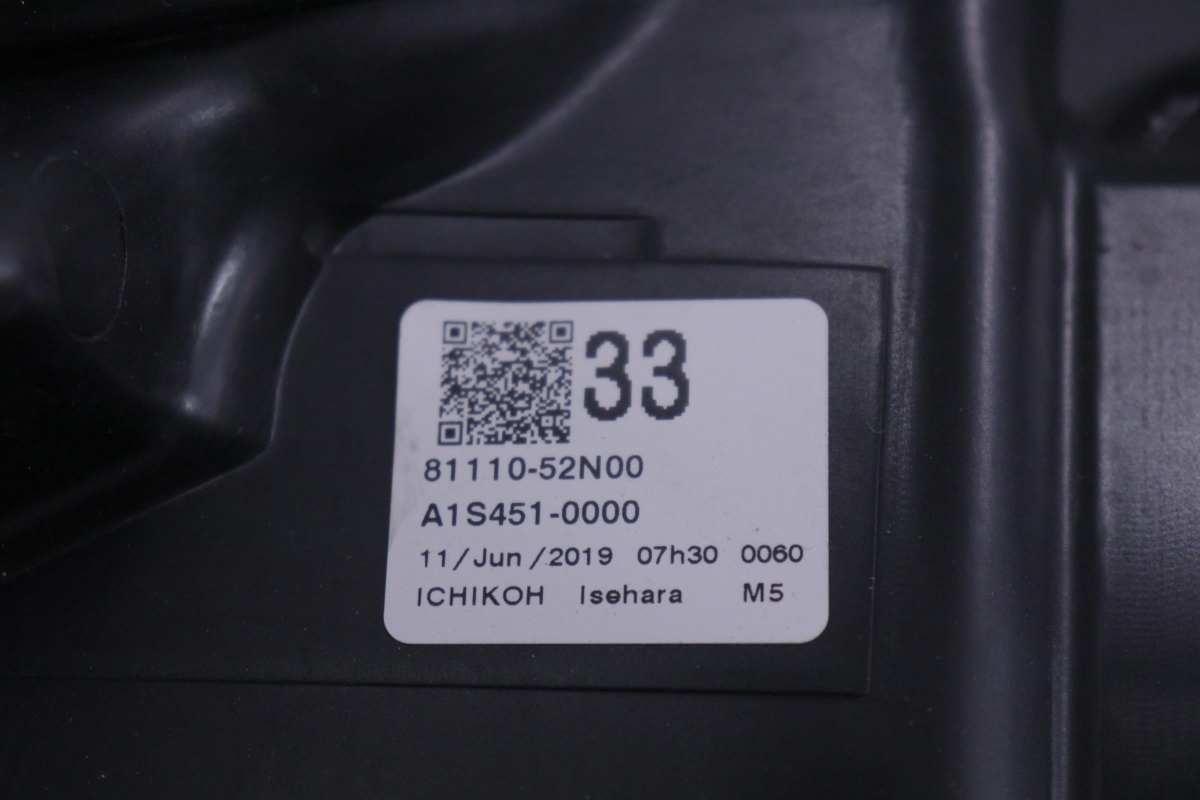 33
81110-52N00
A1S451-0000
11/Jun/2019 07h30 0060
ICHIKOH Isehara M5